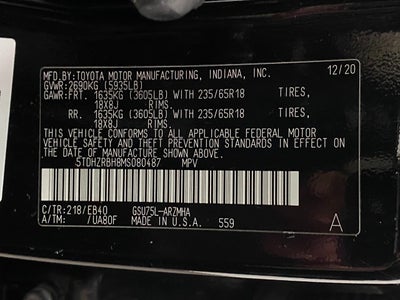 MFD.BY:TOYOTA MOTOR MANUFACTURING, INDIANA, INC. 12/20
GVWR:2690KG (5935LB)
GAWR:FRT. 1635KG (3605LB) WITH 235/65R18 TIRES,
18X8J RIMS.
RR. 1635KG (3605LB) WITH 235/65R18 TIRES,
18X8J RIMS.
THIS VEHICLE CONFORMS TO ALL APPLICABLE FEDERAL MOTOR
VEHICLE SAFETY AND THEFT PREVENTION STANDARDS IN EFFECT
ON THE DATE OF MANUFACTURE SHOWN ABOVE.
5TDHZRBH8MS080487 MPV
C/TR:218/EB40 GSU75L-ARZMHA
A/TM: /UA80F MADE IN U.S.A. 559 A